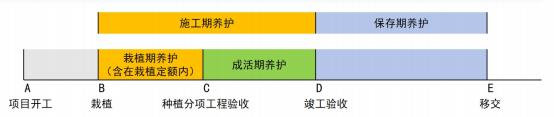 施工期养护 保存期养护
栽植期养护 成活期养护
（含在栽植定额内）
A B C D E
项目开工 栽植 种植分项工程验收 竣工验收 移交